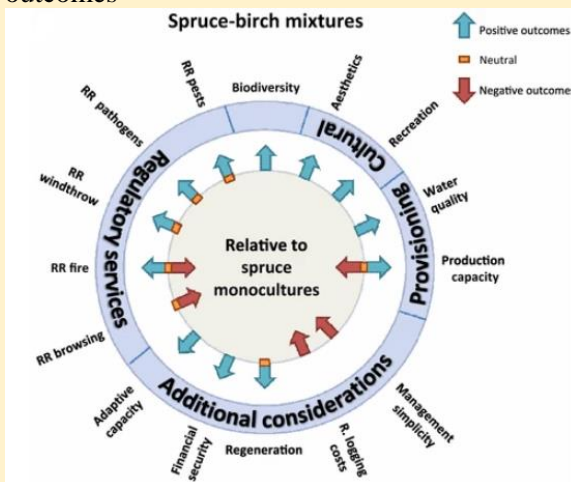 outcomes
Spruce-birch mixtures
Positive outcomes
Neutral
Negative outcome
Biodiversity
Aesthetics
Recreation
Water
quality
Production
capacity
Management
simplicity
R. logging
costs
Regeneration
Financial
security
Adaptive
capacity
RR browsing
RR fire
RR
windthrow
RR pathogens
RR pests
Cultural
Provisioning
Additional considerations
Regulatory services
Relative to
spruce
monocultures